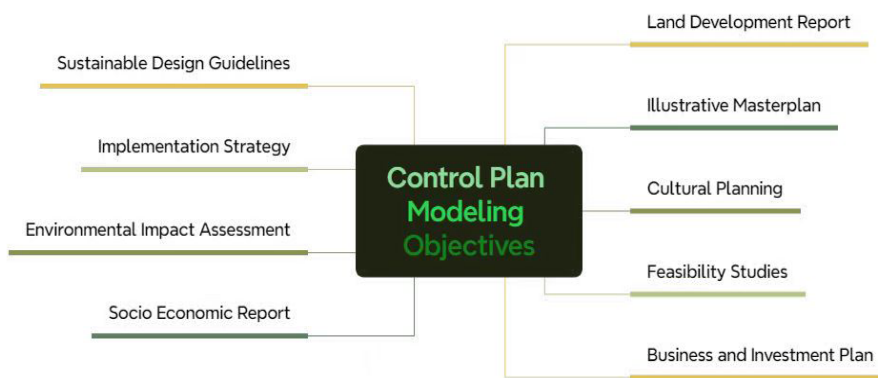 Sustainable Design Guidelines
Implementation Strategy
Environmental Impact Assessment
Socio Economic Report
Control Plan
Modeling
Objectives
Land Development Report
Illustrative Masterplan
Cultural Planning
Feasibility Studies
Business and Investment Plan